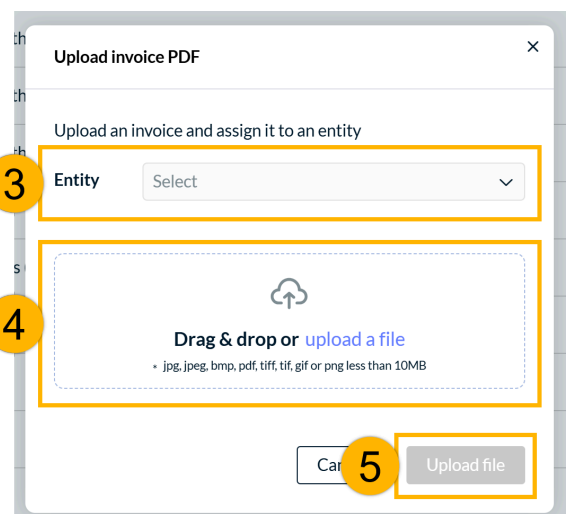 Upload invoice PDF
Upload an invoice and assign it to an entity
3
Entity
Select
4
Drag & drop or upload a file
* jpg, jpeg, bmp, pdf, tiff, tif, gif or png less than 10MB
5
Upload file